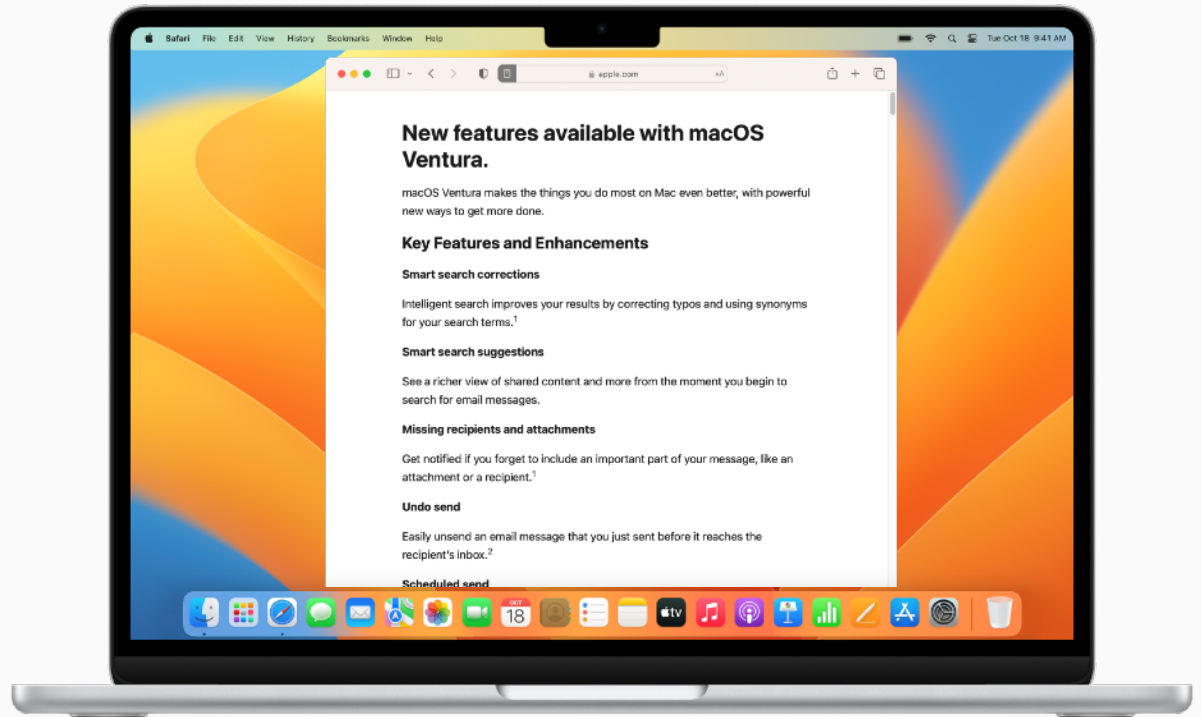 Safari File Edit View History Bookmarks Window Help
Tue Oct 18 9:41 AM
apple.com
AA
New features available with macOS
Ventura.
macOS Ventura makes the things you do most on Mac even better, with powerful
new ways to get more done.
Key Features and Enhancements
Smart search corrections
Intelligent search improves your results by correcting typos and using synonyms
for your search terms.1
Smart search suggestions
See a richer view of shared content and more from the moment you begin to
search for email messages.
Missing recipients and attachments
Get notified if you forget to include an important part of your message, like an
attachment or a recipient.1
Undo send
Easily unsend an email message that you just sent before it reaches the
recipient's inbox.2
Scheduled send
OCT
18
tv